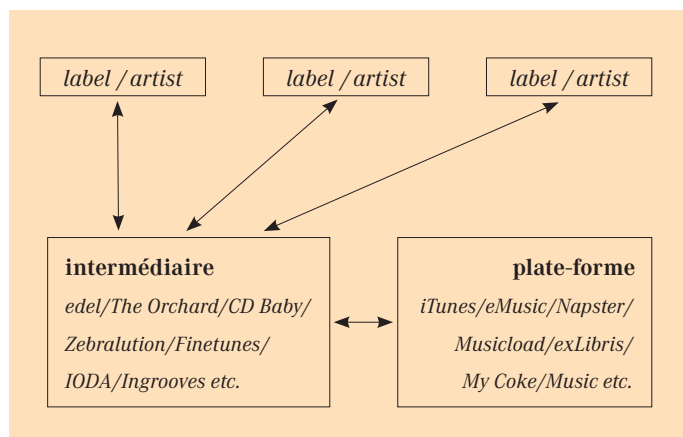 label / artist
label / artist
label / artist
intermédiaire
edel/The Orchard/CD Baby/
Zebralution/Finetunes/
IODA/Ingrooves etc.
plate-forme
iTunes/eMusic/Napster/
Musicload/exLibris/
My Coke/Music etc.